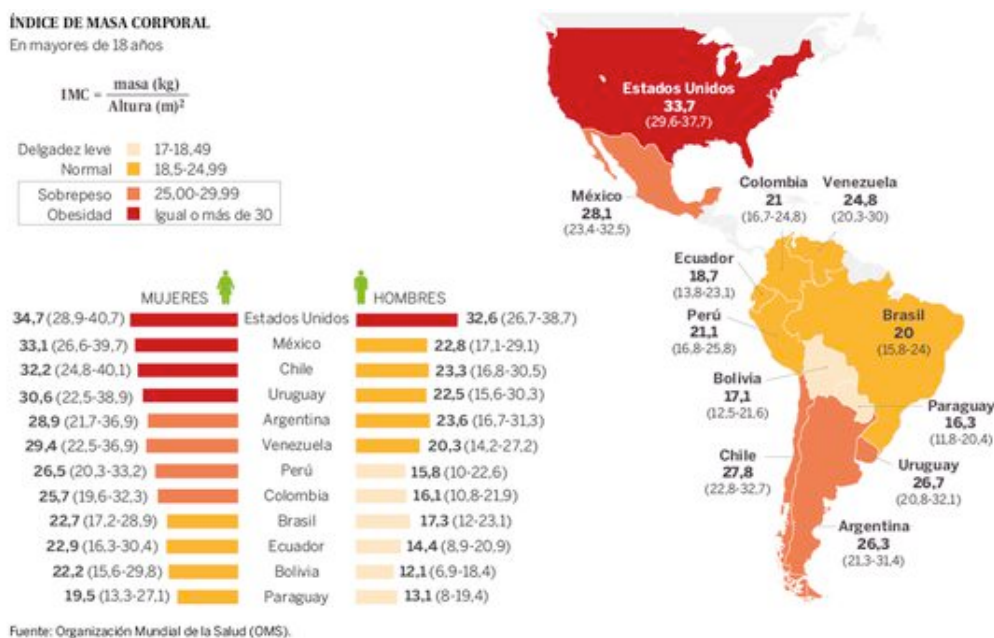 ÍNDICE DE MASA CORPORAL
En mayores de 18 años
IMC = masa (kg)
Altura (m)²
Delgadez leve 17-18,49
Normal 18,5-24,99
Sobrepeso 25,00-29,99
Obesidad Igual o más de 30
MUJERES HOMBRES
34,7 (28,9-40,7) Estados Unidos 32,6 (26,7-38,7)
33,1 (26,6-39,7) México 22,8 (17,1-29,1)
32,2 (24,8-40,1) Chile 23,3 (16,8-30,5)
30,6 (22,5-38,9) Uruguay 22,5 (15,6-30,3)
28,9 (21,7-36,9) Argentina 23,6 (16,7-31,3)
29,4 (22,5-36,9) Venezuela 20,3 (14,2-27,2)
26,5 (20,3-33,2) Perú 15,8 (10-22,6)
25,7 (19,6-32,3) Colombia 16,1 (10,8-21,9)
22,7 (17,2-28,9) Brasil 17,3 (12-23,1)
22,9 (16,3-30,4) Ecuador 14,4 (8,9-20,9)
22,2 (15,6-29,8) Bolivia 12,1 (6,9-18,4)
19,5 (13,3-27,1) Paraguay 13,1 (8-19,4)
Estados Unidos
33,7
(29,6-37,7)
México
28,1
(23,4-32,5)
Colombia
21
(16,7-24,8)
Venezuela
24,8
(20,3-30)
Ecuador
18,7
(13,8-23,1)
Perú
21,1
(16,8-25,8)
Brasil
20
(15,8-24)
Bolivia
17,1
(12,5-21,6)
Paraguay
16,3
(11,8-20,4)
Chile
27,8
(22,8-32,7)
Uruguay
26,7
(20,8-32,1)
Argentina
26,3
(21,3-31,4)
Fuente: Organización Mundial de la Salud (OMS).